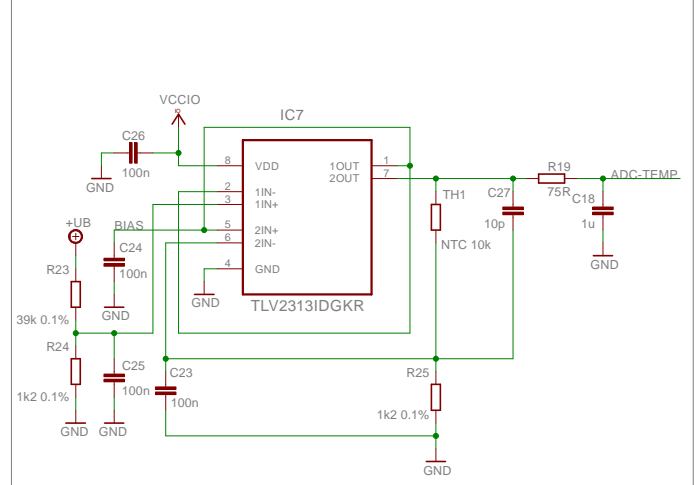 VCCIO
IC7
C26
100n
GND
8
VDD
1OUT
1
2OUT
7
2
1IN-
3
1IN+
5
2IN+
6
2IN-
4
GND
TLV2313IDGKR
+UB
BIAS
C24
100n
GND
GND
R23
39k 0.1%
R24
1k2 0.1%
GND
C25
100n
GND
C23
100n
TH1
NTC 10k
C27
10p
R19
75R
ADC-TEMP
C18
1u
GND
R25
1k2 0.1%
GND